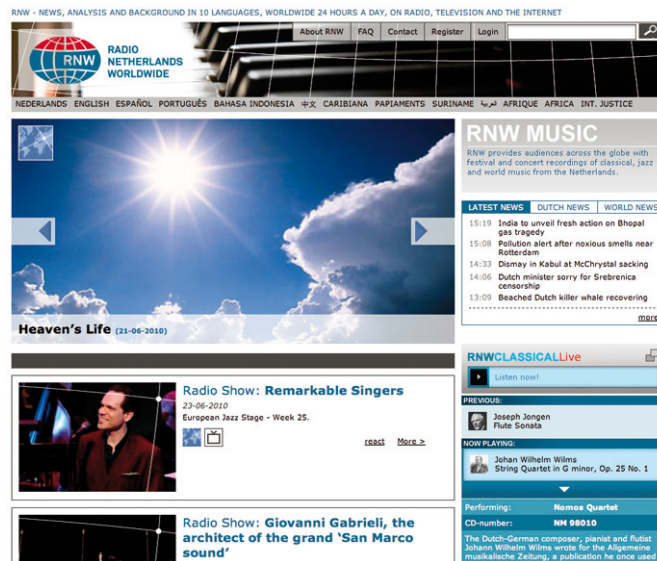 RNW - NEWS, ANALYSIS AND BACKGROUND IN 10 LANGUAGES, WORLDWIDE 24 HOURS A DAY, ON RADIO, TELEVISION AND THE INTERNET
About RNW FAQ Contact Register Login
RNW
RADIO
NETHERLANDS
WORLDWIDE
NEDERLANDS ENGLISH ESPAÑOL PORTUGUÊS BAHASA INDONESIA 中文 CARIBIANA PAPIAMENTS SURINAME العربية AFRIQUE AFRICA INT. JUSTICE
Heaven's Life (21-06-2010)
RNW MUSIC
RNW provides audiences across the globe with
festival and concert recordings of classical, jazz
and world music from the Netherlands.
LATEST NEWS DUTCH NEWS WORLD NEWS
15:19 India to unveil fresh action on Bhopal
gas tragedy
15:08 Pollution alert after noxious smells near
Rotterdam
14:33 Dismay in Kabul at McChrystal sacking
14:06 Dutch minister sorry for Srebrenica
censorship
13:09 Beached Dutch killer whale recovering
more
Radio Show: Remarkable Singers
23-06-2010
European Jazz Stage - Week 25.
react More >
Radio Show: Giovanni Gabrieli, the
architect of the grand ‘San Marco
sound’
RNWCLASSICALLive
Listen now!
PREVIOUS:
Joseph Jongen
Flute Sonata
NOW PLAYING:
Johan Wilhelm Wilms
String Quartet in G minor, Op. 25 No. 1
Performing: Nomos Quartet
CD-number: NM 98010
The Dutch-German composer, pianist and flutist
Johann Wilhelm Wilms wrote for the Allgemeine
musikalische Zeitung, a publication he once used